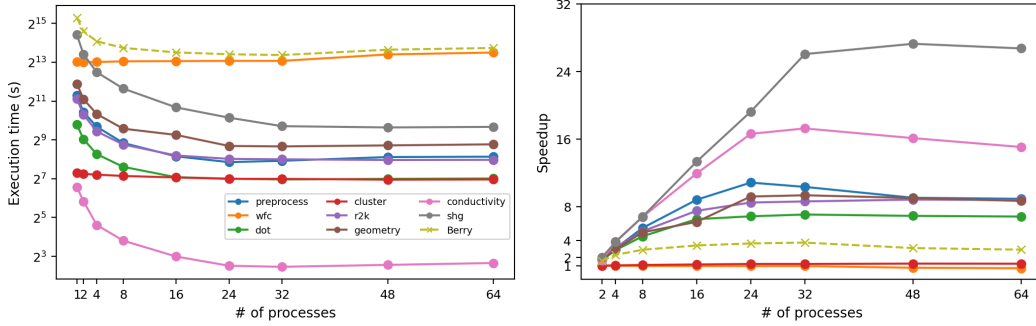 Execution time (s)
2^15
2^13
2^11
2^9
2^7
2^5
2^3
preprocess
wfc
dot
cluster
r2k
geometry
conductivity
shg
Berry
1 2 4 8 16 24 32 48 64
# of processes
Speedup
32
24
16
8
4
2
1
2 4 8 16 24 32 48 64
# of processes